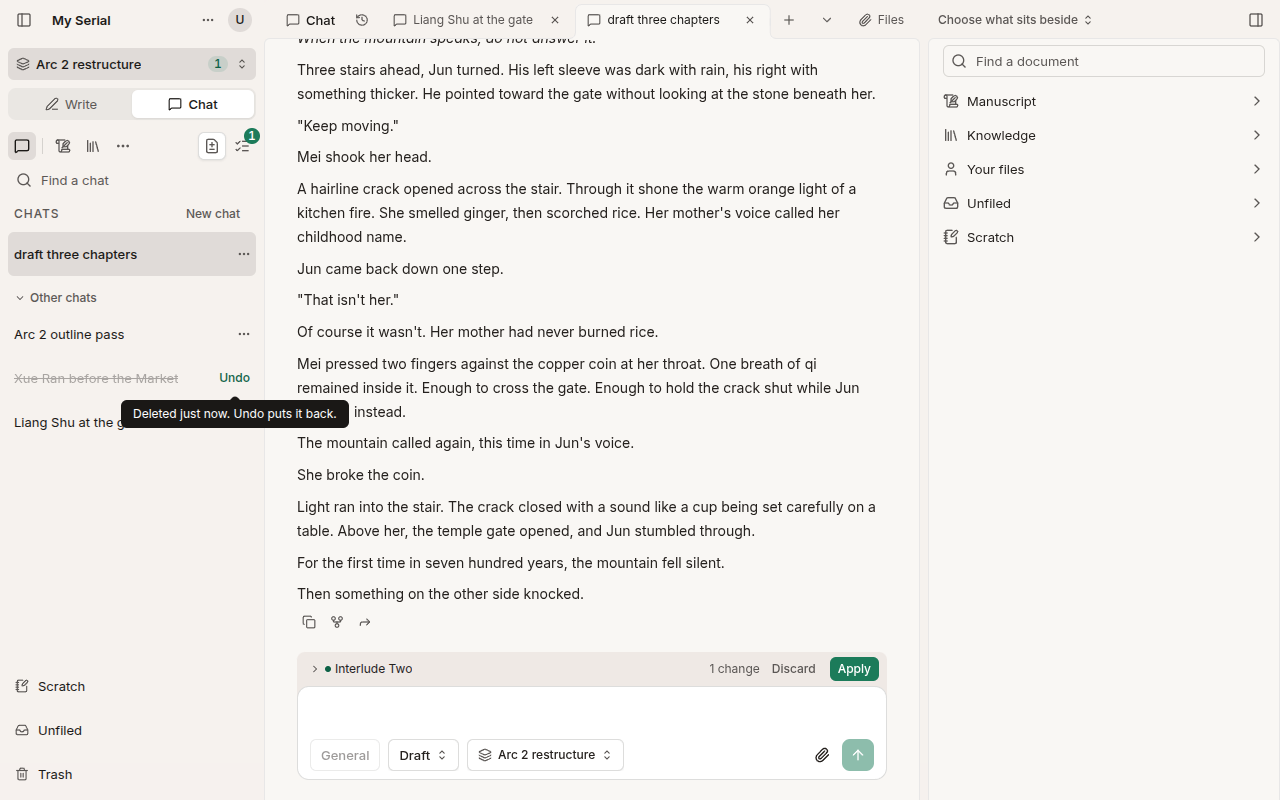 My Serial
U
Arc 2 restructure
1
Write
Chat
1
Find a chat
CHATS
New chat
draft three chapters
Other chats
Arc 2 outline pass
Xue Ran before the Market
Undo
Deleted just now. Undo puts it back.
Liang Shu at the g
Scratch
Unfiled
Trash
Chat
Liang Shu at the gate
draft three chapters
Files
When the mountain speaks, do not answer it.
Three stairs ahead, Jun turned. His left sleeve was dark with rain, his right with
something thicker. He pointed toward the gate without looking at the stone beneath her.
"Keep moving."
Mei shook her head.
A hairline crack opened across the stair. Through it shone the warm orange light of a
kitchen fire. She smelled ginger, then scorched rice. Her mother's voice called her
childhood name.
Jun came back down one step.
"That isn't her."
Of course it wasn't. Her mother had never burned rice.
Mei pressed two fingers against the copper coin at her throat. One breath of qi
remained inside it. Enough to cross the gate. Enough to hold the crack shut while Jun
instead.
The mountain called again, this time in Jun's voice.
She broke the coin.
Light ran into the stair. The crack closed with a sound like a cup being set carefully on a
table. Above her, the temple gate opened, and Jun stumbled through.
For the first time in seven hundred years, the mountain fell silent.
Then something on the other side knocked.
Interlude Two
1 change
Discard
Apply
General
Draft
Arc 2 restructure
Choose what sits beside
Find a document
Manuscript
Knowledge
Your files
Unfiled
Scratch